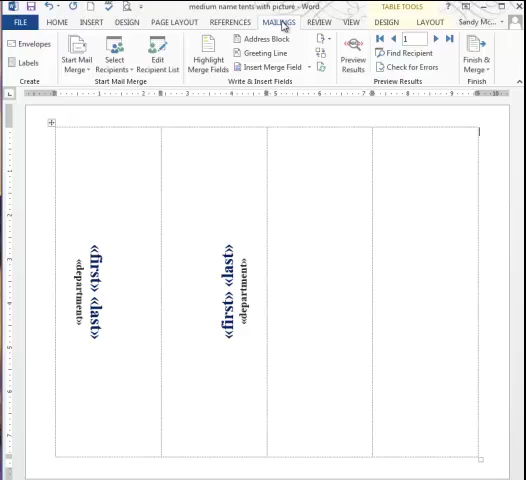 medium name tents with picture - Word
TABLE TOOLS
FILE HOME INSERT DESIGN PAGE LAYOUT REFERENCES MAILINGS REVIEW VIEW DESIGN LAYOUT Sandy Mc...
Envelopes
Labels
Create
Start Mail Merge
Select Recipients
Edit Recipient List
Start Mail Merge
Highlight Merge Fields
Address Block
Greeting Line
Insert Merge Field
Write & Insert Fields
Preview Results
1
Find Recipient
Check for Errors
Preview Results
Finish & Merge
Finish
«first» «last»
«department»
«first» «last»
«department»